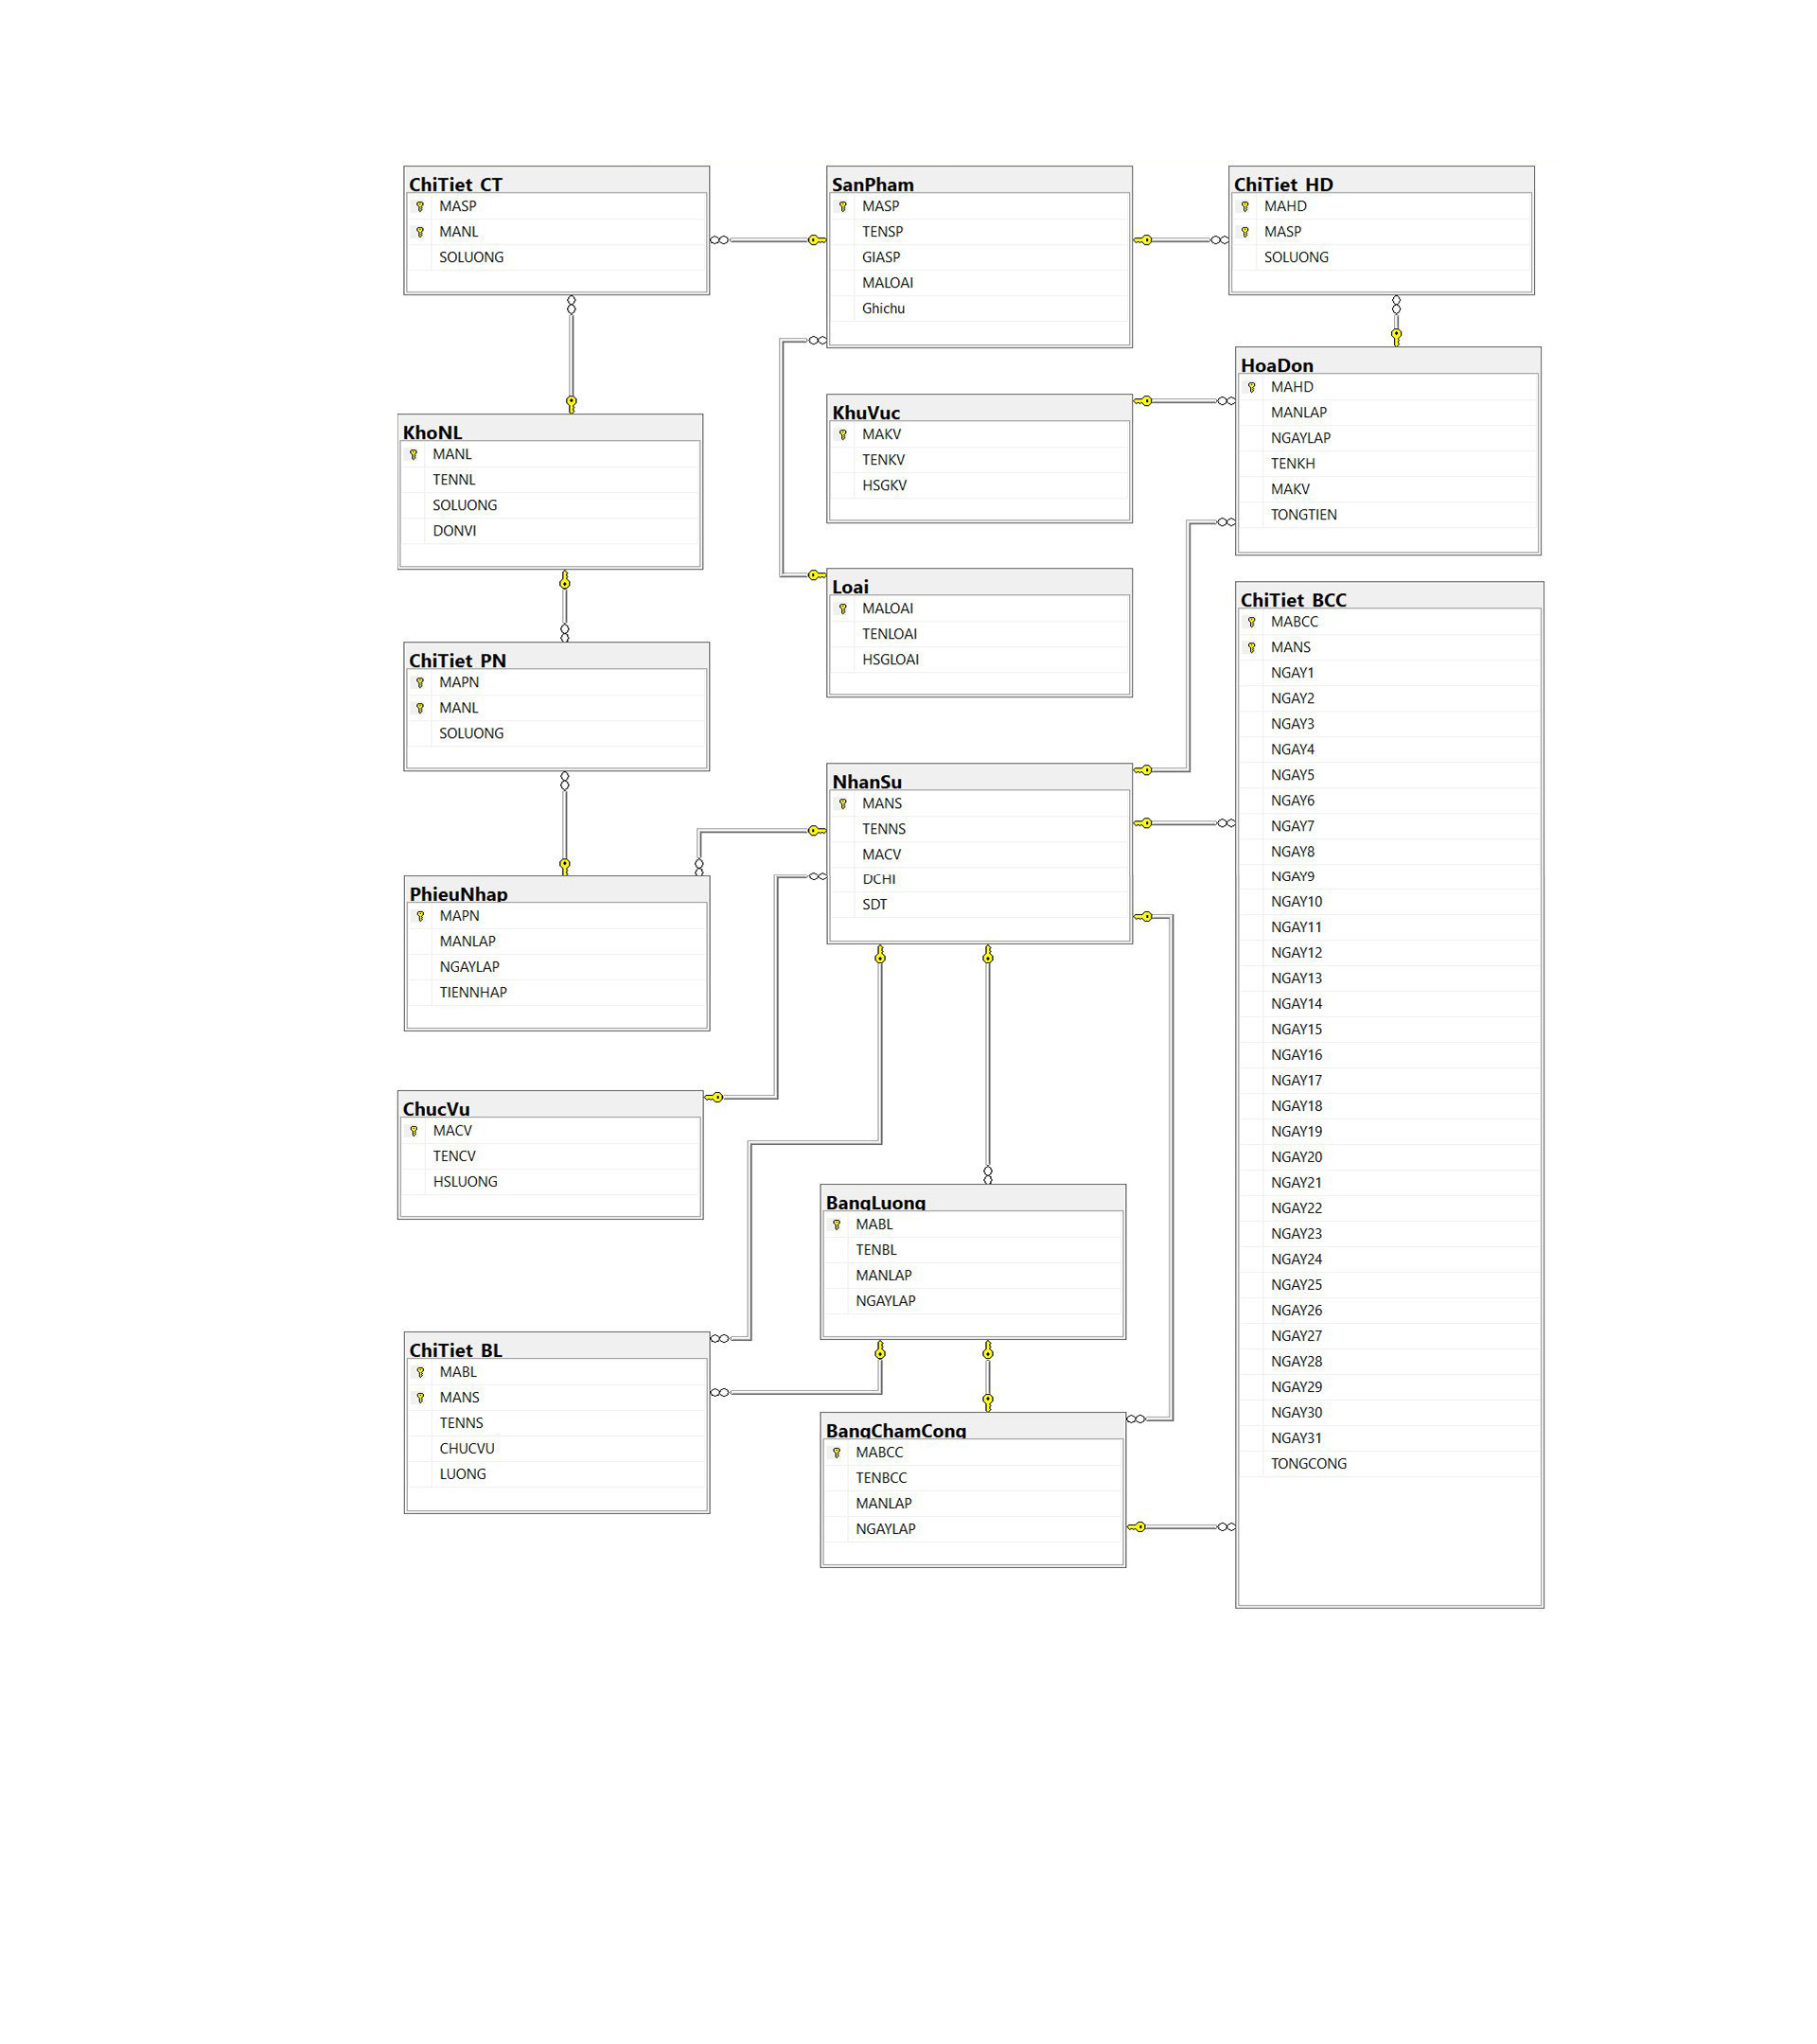 ChiTiet_CT
MASP
MANL
SOLUONG
SanPham
MASP
TENSP
GIASP
MALOAI
Ghichu
ChiTiet_HD
MAHD
MASP
SOLUONG
HoaDon
MAHD
MANLAP
NGAYLAP
TENKH
MAKV
TONGTIEN
KhuVuc
MAKV
TENKV
HSGKV
KhoNL
MANL
TENNL
SOLUONG
DONVI
Loai
MALOAI
TENLOAI
HSGLOAI
ChiTiet_BCC
MABCC
MANS
NGAY1
NGAY2
NGAY3
NGAY4
NGAY5
NGAY6
NGAY7
NGAY8
NGAY9
NGAY10
NGAY11
NGAY12
NGAY13
NGAY14
NGAY15
NGAY16
NGAY17
NGAY18
NGAY19
NGAY20
NGAY21
NGAY22
NGAY23
NGAY24
NGAY25
NGAY26
NGAY27
NGAY28
NGAY29
NGAY30
NGAY31
TONGCONG
ChiTiet_PN
MAPN
MANL
SOLUONG
NhanSu
MANS
TENNS
MACV
DCHI
SDT
PhieuNhap
MAPN
MANLAP
NGAYLAP
TIENNHAP
ChucVu
MACV
TENCV
HSLUONG
BangLuong
MABL
TENBL
MANLAP
NGAYLAP
ChiTiet_BL
MABL
MANS
TENNS
CHUCVU
LUONG
BangChamCong
MABCC
TENBCC
MANLAP
NGAYLAP